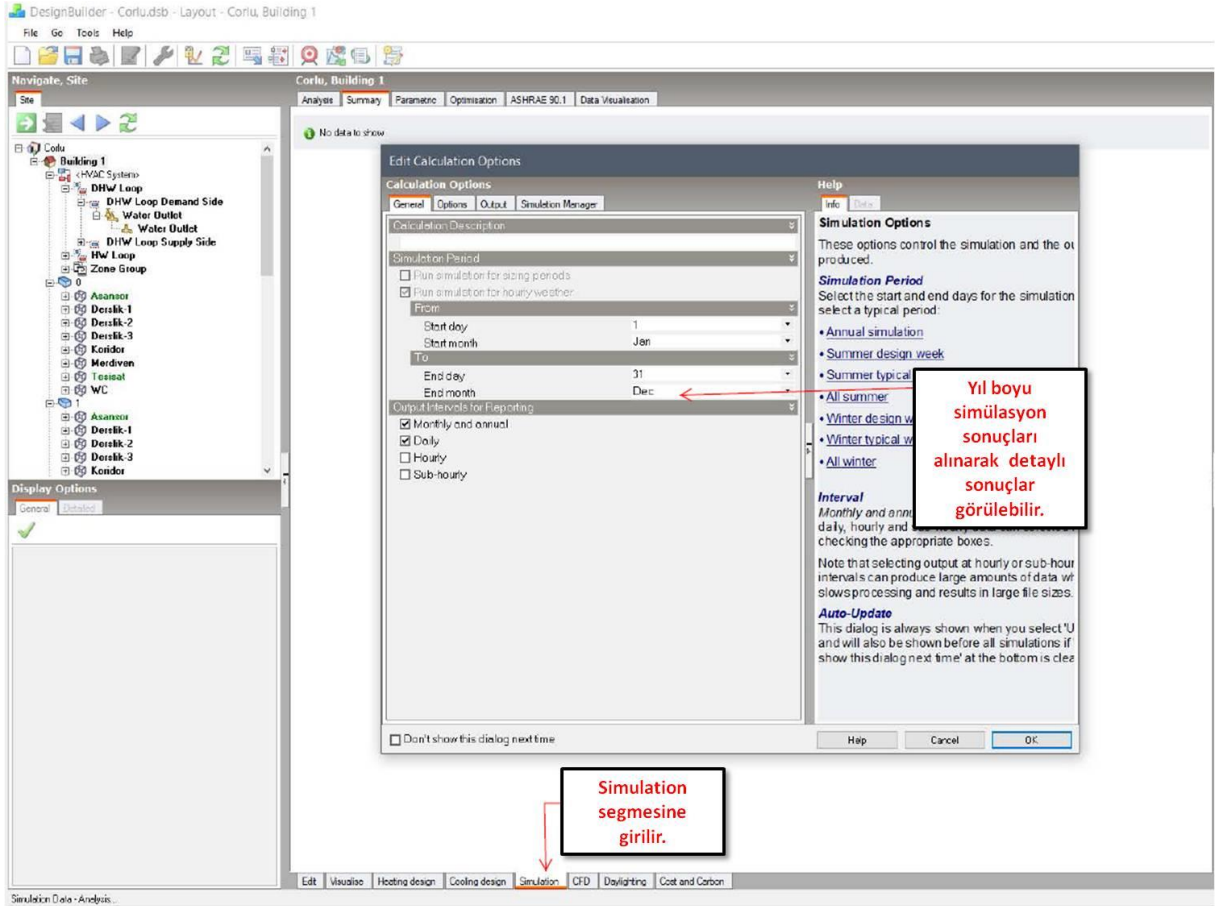 DesignBuilder - Corlu.dsb - Layout - Corlu, Building 1
File Go Tools Help
Navigate, Site
Site
Corlu
Building 1
<HVAC System>
DHW Loop
DHW Loop Demand Side
Water Outlet
Water Outlet
DHW Loop Supply Side
HW Loop
Zone Group
0
Asansor
Derslik-1
Derslik-2
Derslik-3
Koridor
Merdiven
Tesisat
WC
1
Asansor
Derslik-1
Derslik-2
Derslik-3
Koridor
Display Options
General Detailed
Corlu, Building 1
Analysis Summary Parametric Optimisation ASHRAE 90.1 Data Visualisation
No data to show
Edit Calculation Options
Calculation Options
General Options Output Simulation Manager
Calculation Description
Simulation Period
Run simulation for sizing periods
Run simulation for hourly weather
From
Start day 1
Start month Jan
To
End day 31
End month Dec
Output Intervals for Reporting
Monthly and annual
Daily
Hourly
Sub-hourly
Don't show this dialog next time
Help
Info Data
Simulation Options
These options control the simulation and the ou
produced.
Simulation Period
Select the start and end days for the simulation
select a typical period:
• Annual simulation
• Summer design week
• Summer typical
• All summer
• Winter design w
• Winter typical w
• All winter
Interval
Monthly and annu
daily, hourly and
checking the appropriate boxes.
Note that selecting output at hourly or sub-hour
intervals can produce large amounts of data wh
slows processing and results in large file sizes.
Auto-Update
This dialog is always shown when you select 'U
and will also be shown before all simulations if '
show this dialog next time' at the bottom is clea
Help Cancel OK
Yıl boyu
simülasyon
sonuçları
alınarak detaylı
sonuçlar
görülebilir.
Simulation
segmesine
girilir.
Edit Visualise Heating design Cooling design Simulation CFD Daylighting Cost and Carbon
Simulation Data - Analysis...